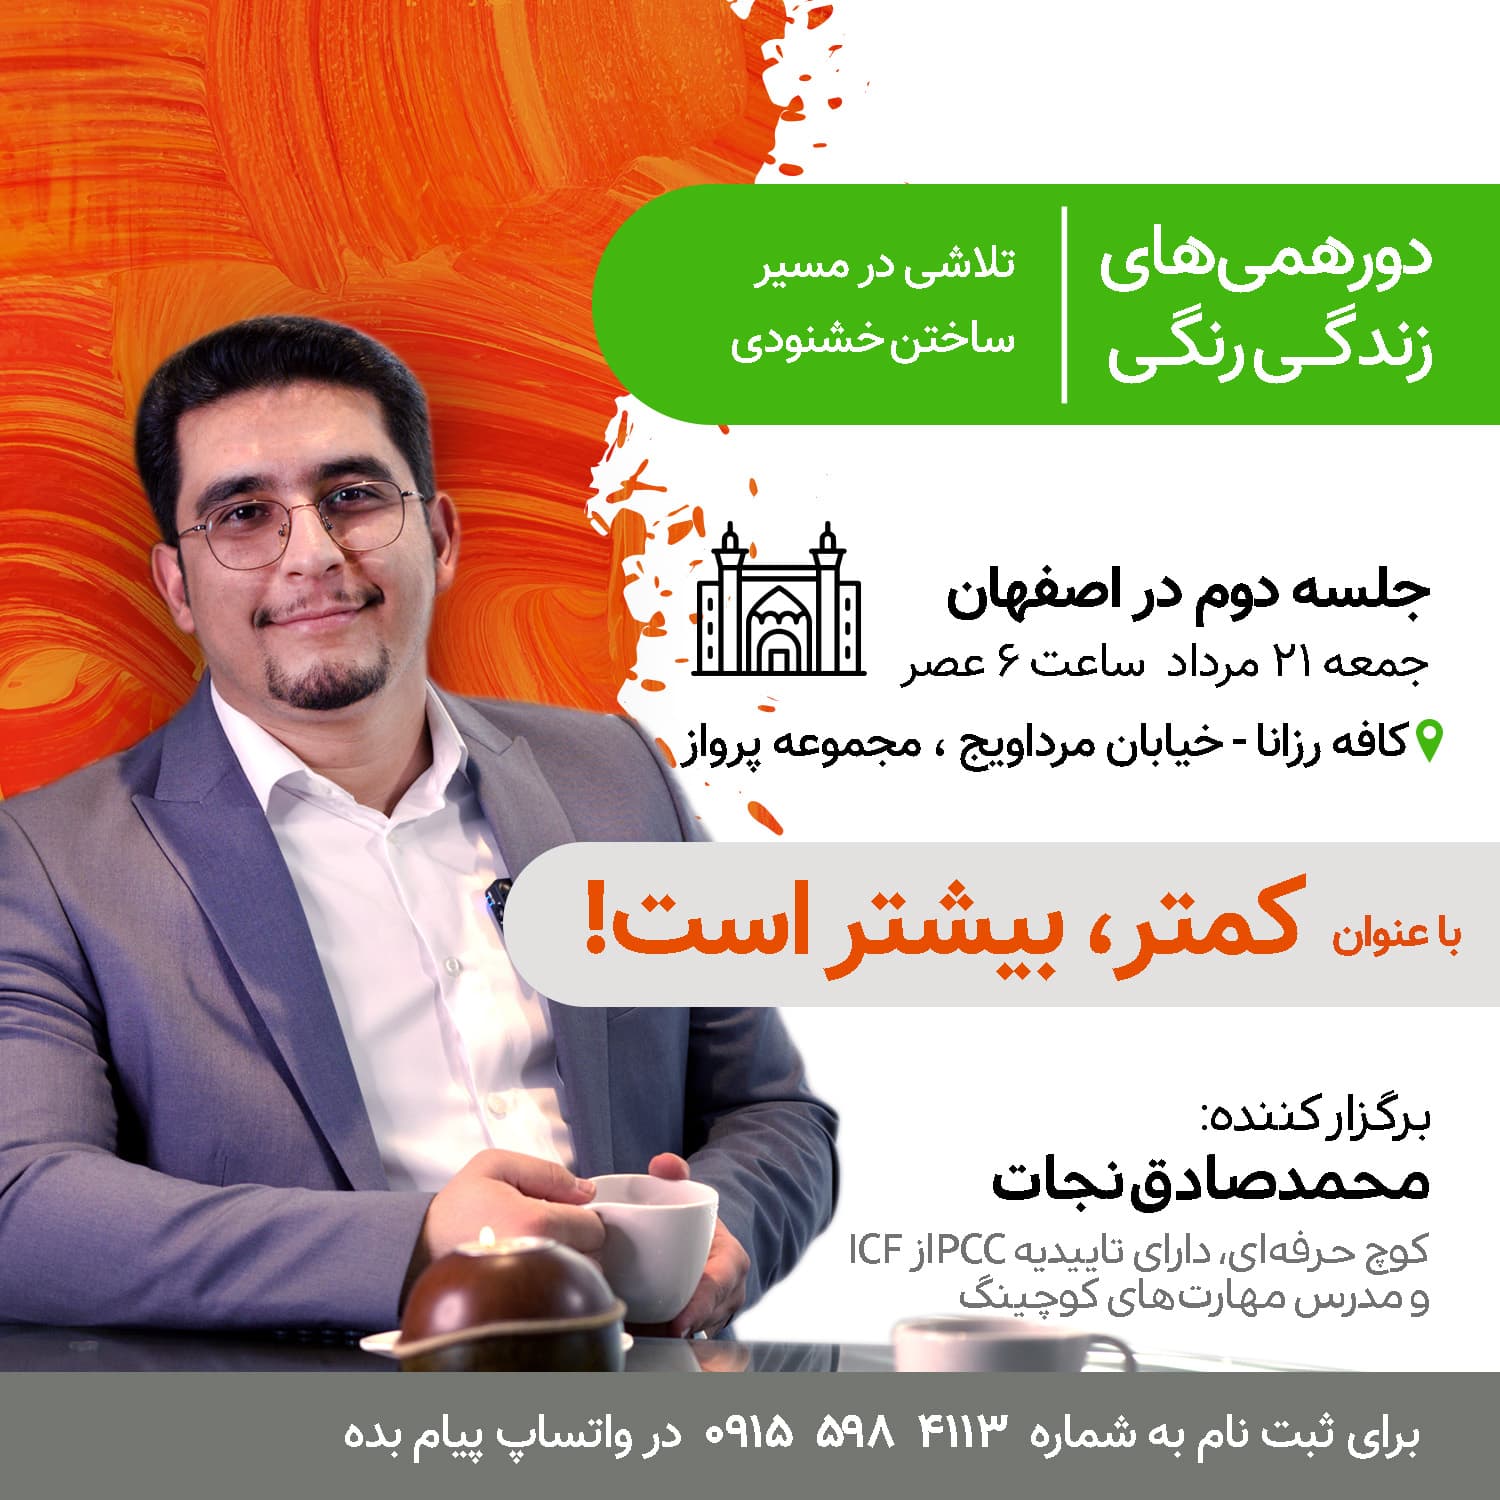 دورهمی‌های
زندگی رنگی
تلاشی در مسیر
ساختن خشنودی
جلسه دوم در اصفهان
جمعه ۲۱ مرداد ساعت ۶ عصر
کافه رزانا - خیابان مرداویج ، مجموعه پرواز
با عنوان کمتر، بیشتر است!
برگزار کننده:
محمدصادق نجات
کوچ حرفه‌ای، دارای تاییدیه PCC از ICF
و مدرس مهارت‌های کوچینگ
برای ثبت نام به شماره ۴۱۱۳ ۵۹۸ ۰۹۱۵ در واتساپ پیام بده